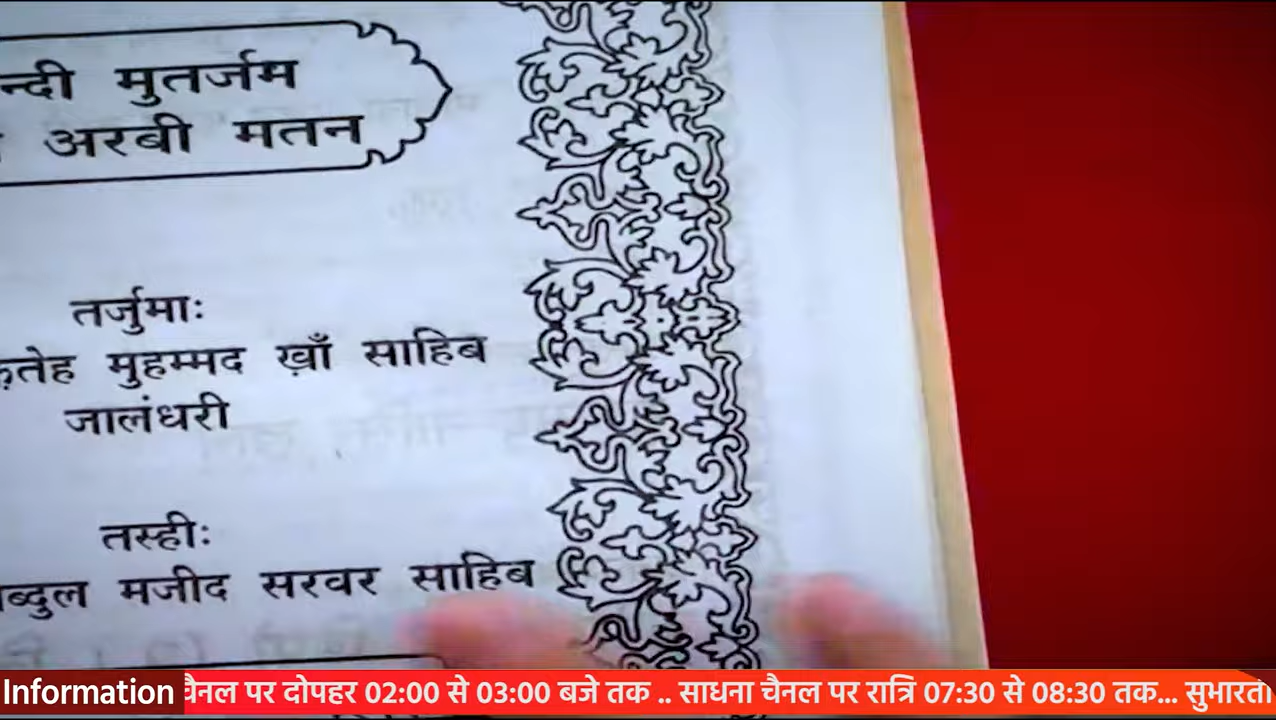 मुतर्जम
अरबी मतन
तर्जुमाः
मुहम्मद ख़ाँ साहिब
जालंधरी
तस्हीः
मजीद सरवर साहिब
Information चैनल पर दोपहर 02:00 से 03:00 बजे तक .. साधना चैनल पर रात्रि 07:30 से 08:30 तक...